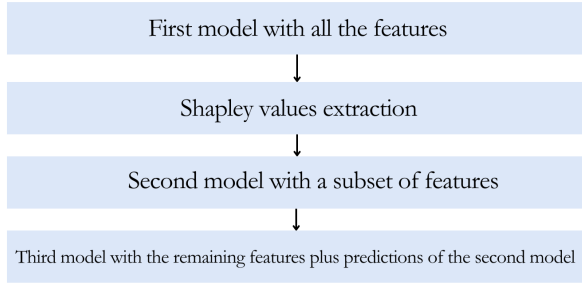 First model with all the features
Shapley values extraction
Second model with a subset of features
Third model with the remaining features plus predictions of the second model